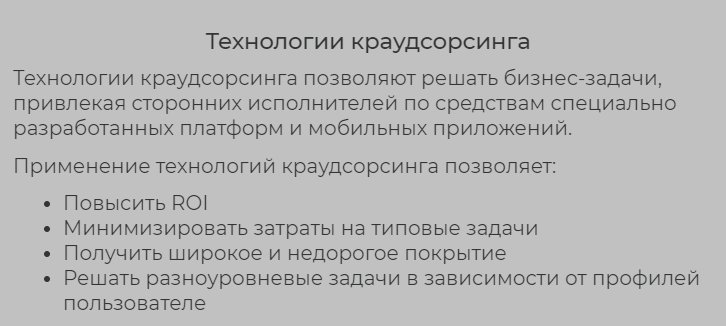 Технологии краудсорсинга
Технологии краудсорсинга позволяют решать бизнес-задачи,
привлекая сторонних исполнителей по средствам специально
разработанных платформ и мобильных приложений.
Применение технологий краудсорсинга позволяет:
• Повысить ROI
• Минимизировать затраты на типовые задачи
• Получить широкое и недорогое покрытие
• Решать разноуровневые задачи в зависимости от профилей
пользователе